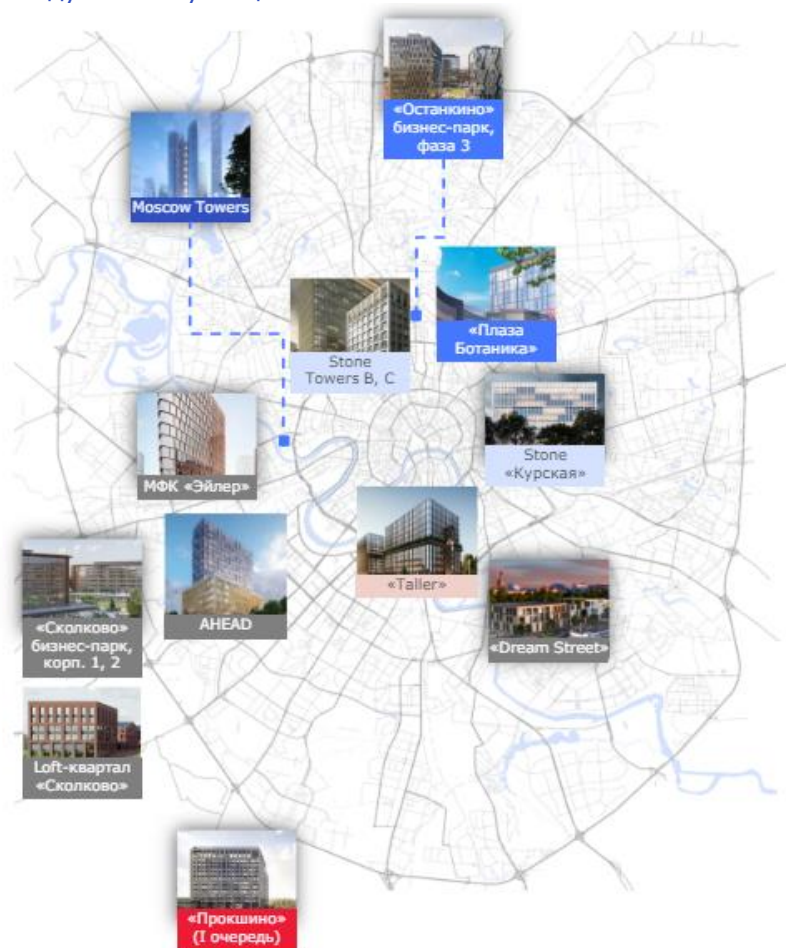 «Останкино»
бизнес-парк,
фаза 3
Moscow Towers
«Плаза
Ботаника»
Stone
Towers B, C
Stone
«Курская»
МФК «Эйлер»
«Taller»
AHEAD
«Сколково»
бизнес-парк,
корп. 1, 2
«Dream Street»
Loft-квартал
«Сколково»
«Прокшино»
(I очередь)